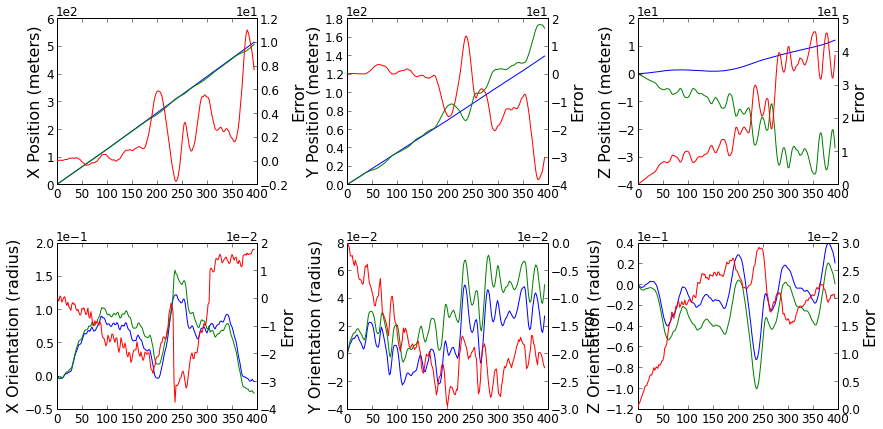 1e2
1e1
X Position (meters)
6
5
4
3
2
1
0
1.2
1.0
0.8
0.6
0.4
0.2
0.0
−0.2
Error
0 50 100 150 200 250 300 350 400
1e2
1e1
Y Position (meters)
1.8
1.6
1.4
1.2
1.0
0.8
0.6
0.4
0.2
0.0
2
1
0
−1
−2
−3
−4
Error
0 50 100 150 200 250 300 350 400
1e1
1e1
Z Position (meters)
2
1
0
−1
−2
−3
−4
5
4
3
2
1
0
Error
0 50 100 150 200 250 300 350 400
1e−1
1e−2
X Orientation (radius)
2.0
1.5
1.0
0.5
0.0
−0.5
2
1
0
−1
−2
−3
−4
Error
0 50 100 150 200 250 300 350 400
1e−2
1e−2
Y Orientation (radius)
8
6
4
2
0
−2
−4
0.0
−0.5
−1.0
−1.5
−2.0
−2.5
−3.0
Error
0 50 100 150 200 250 300 350 400
1e−1
1e−2
Z Orientation (radius)
0.4
0.2
0.0
−0.2
−0.4
−0.6
−0.8
−1.0
−1.2
3.0
2.5
2.0
1.5
1.0
0.5
0.0
Error
0 50 100 150 200 250 300 350 400